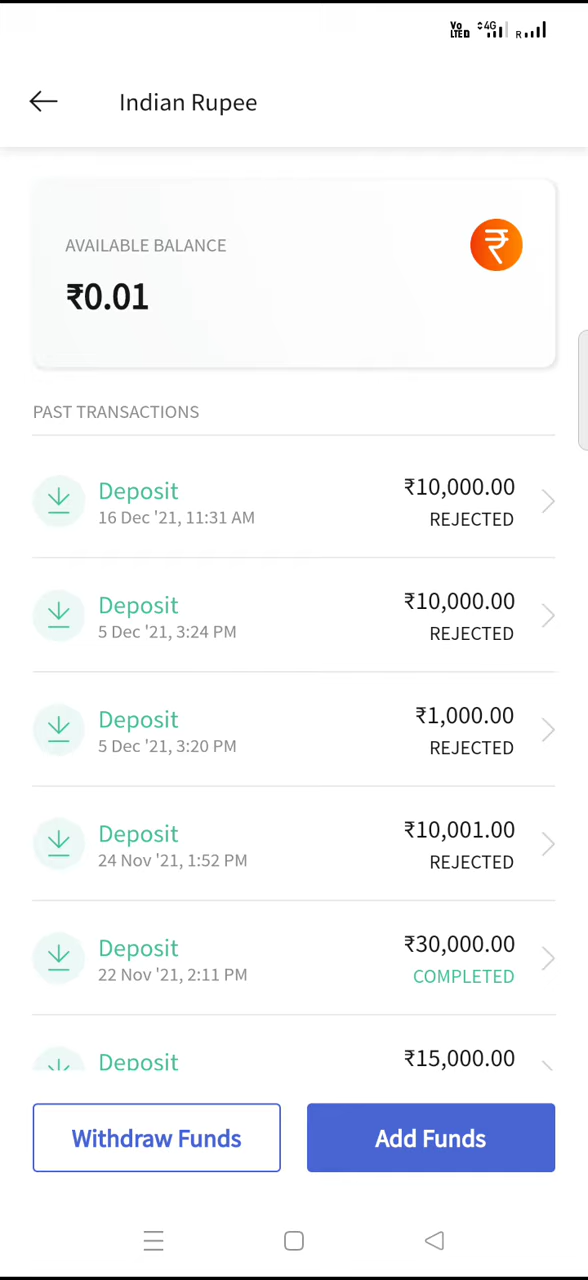 Vo LTED 4G R
Indian Rupee
AVAILABLE BALANCE
₹
₹0.01
PAST TRANSACTIONS
Deposit ₹10,000.00
16 Dec '21, 11:31 AM REJECTED
Deposit ₹10,000.00
5 Dec '21, 3:24 PM REJECTED
Deposit ₹1,000.00
5 Dec '21, 3:20 PM REJECTED
Deposit ₹10,001.00
24 Nov '21, 1:52 PM REJECTED
Deposit ₹30,000.00
22 Nov '21, 2:11 PM COMPLETED
Deposit ₹15,000.00
Withdraw Funds Add Funds